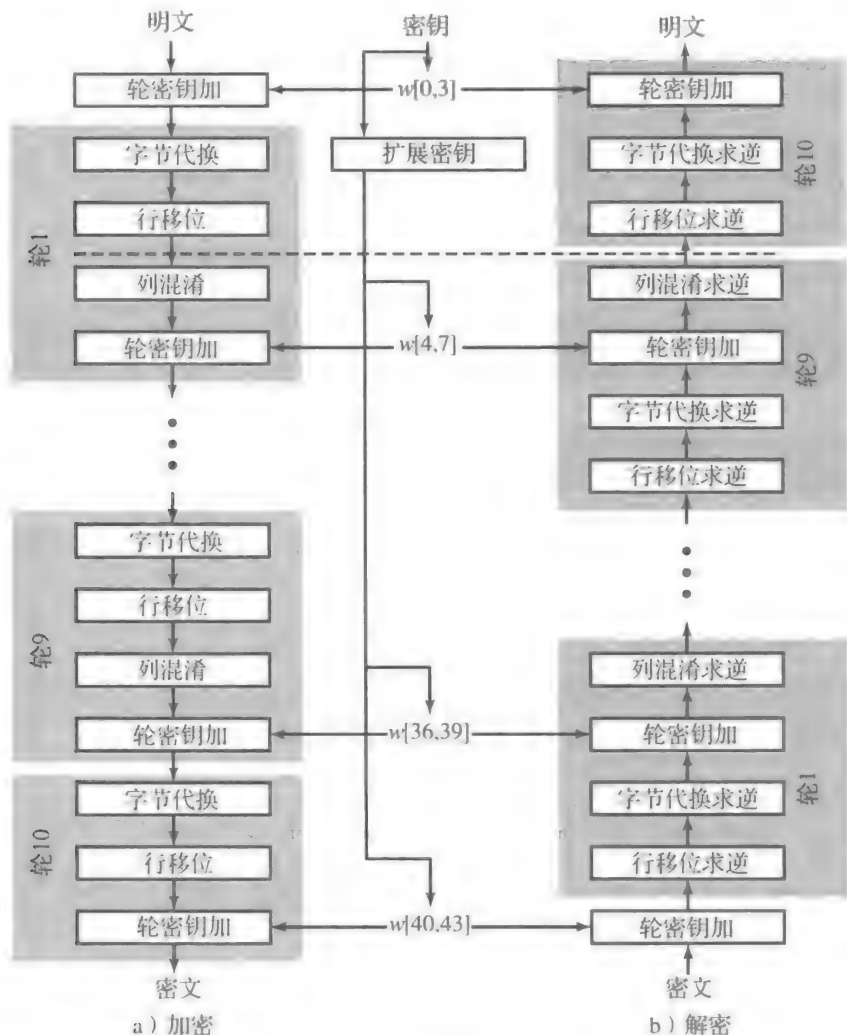 明文
密钥
明文
轮密钥加
w[0,3]
轮密钥加
字节代换
扩展密钥
字节代换求逆
轮10
行移位
行移位求逆
轮1
列混淆
列混淆求逆
轮密钥加
w[4,7]
轮密钥加
轮9
字节代换求逆
行移位求逆
字节代换
行移位
轮9
列混淆
列混淆求逆
轮密钥加
w[36,39]
轮密钥加
字节代换
字节代换求逆
轮1
轮10
行移位
行移位求逆
轮密钥加
w[40,43]
轮密钥加
密文
密文
a）加密
b）解密